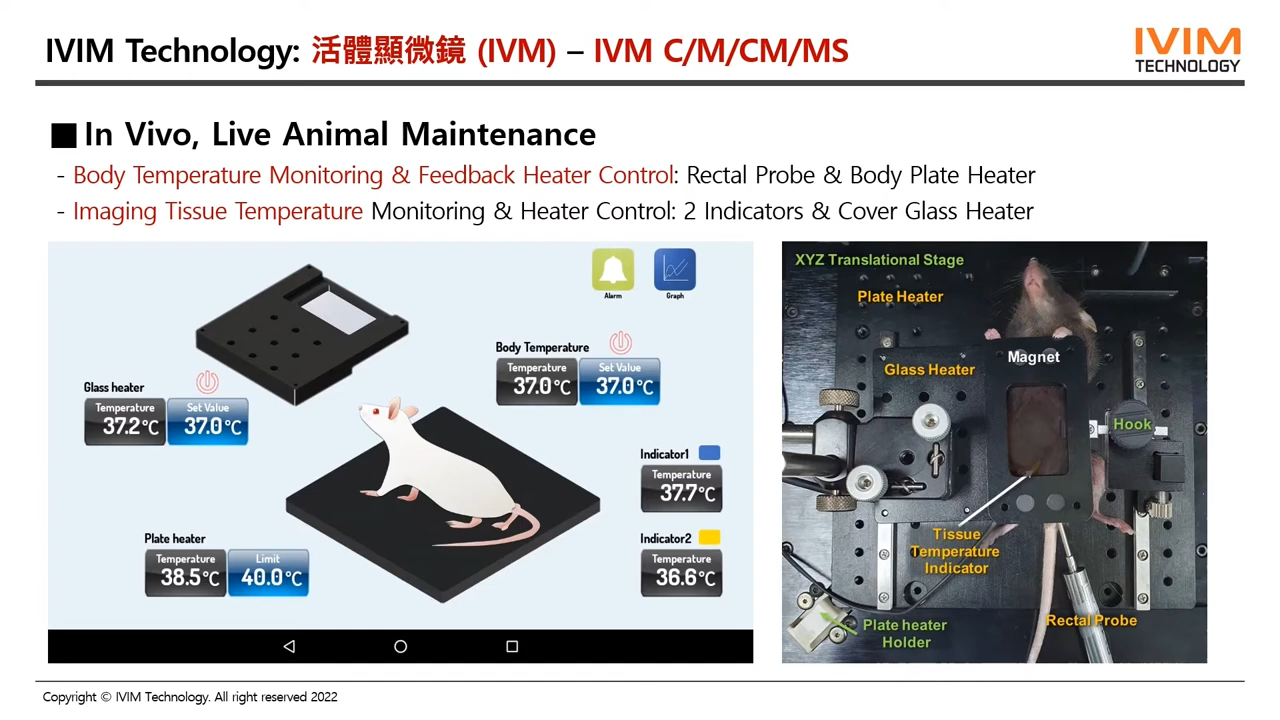 IVIM Technology: 活體顯微鏡 (IVM) – IVM C/M/CM/MS
IVIM
TECHNOLOGY
In Vivo, Live Animal Maintenance
- Body Temperature Monitoring & Feedback Heater Control: Rectal Probe & Body Plate Heater
- Imaging Tissue Temperature Monitoring & Heater Control: 2 Indicators & Cover Glass Heater
Alarm
Graph
Glass heater
Temperature
37.2°C
Set Value
37.0°C
Body Temperature
Temperature
37.0°C
Set Value
37.0°C
Indicator1
Temperature
37.7°C
Plate heater
Temperature
38.5°C
Limit
40.0°C
Indicator2
Temperature
36.6°C
XYZ Translational Stage
Plate Heater
Magnet
Glass Heater
Hook
Tissue
Temperature
Indicator
Plate heater
Holder
Rectal Probe
Copyright © IVIM Technology. All right reserved 2022